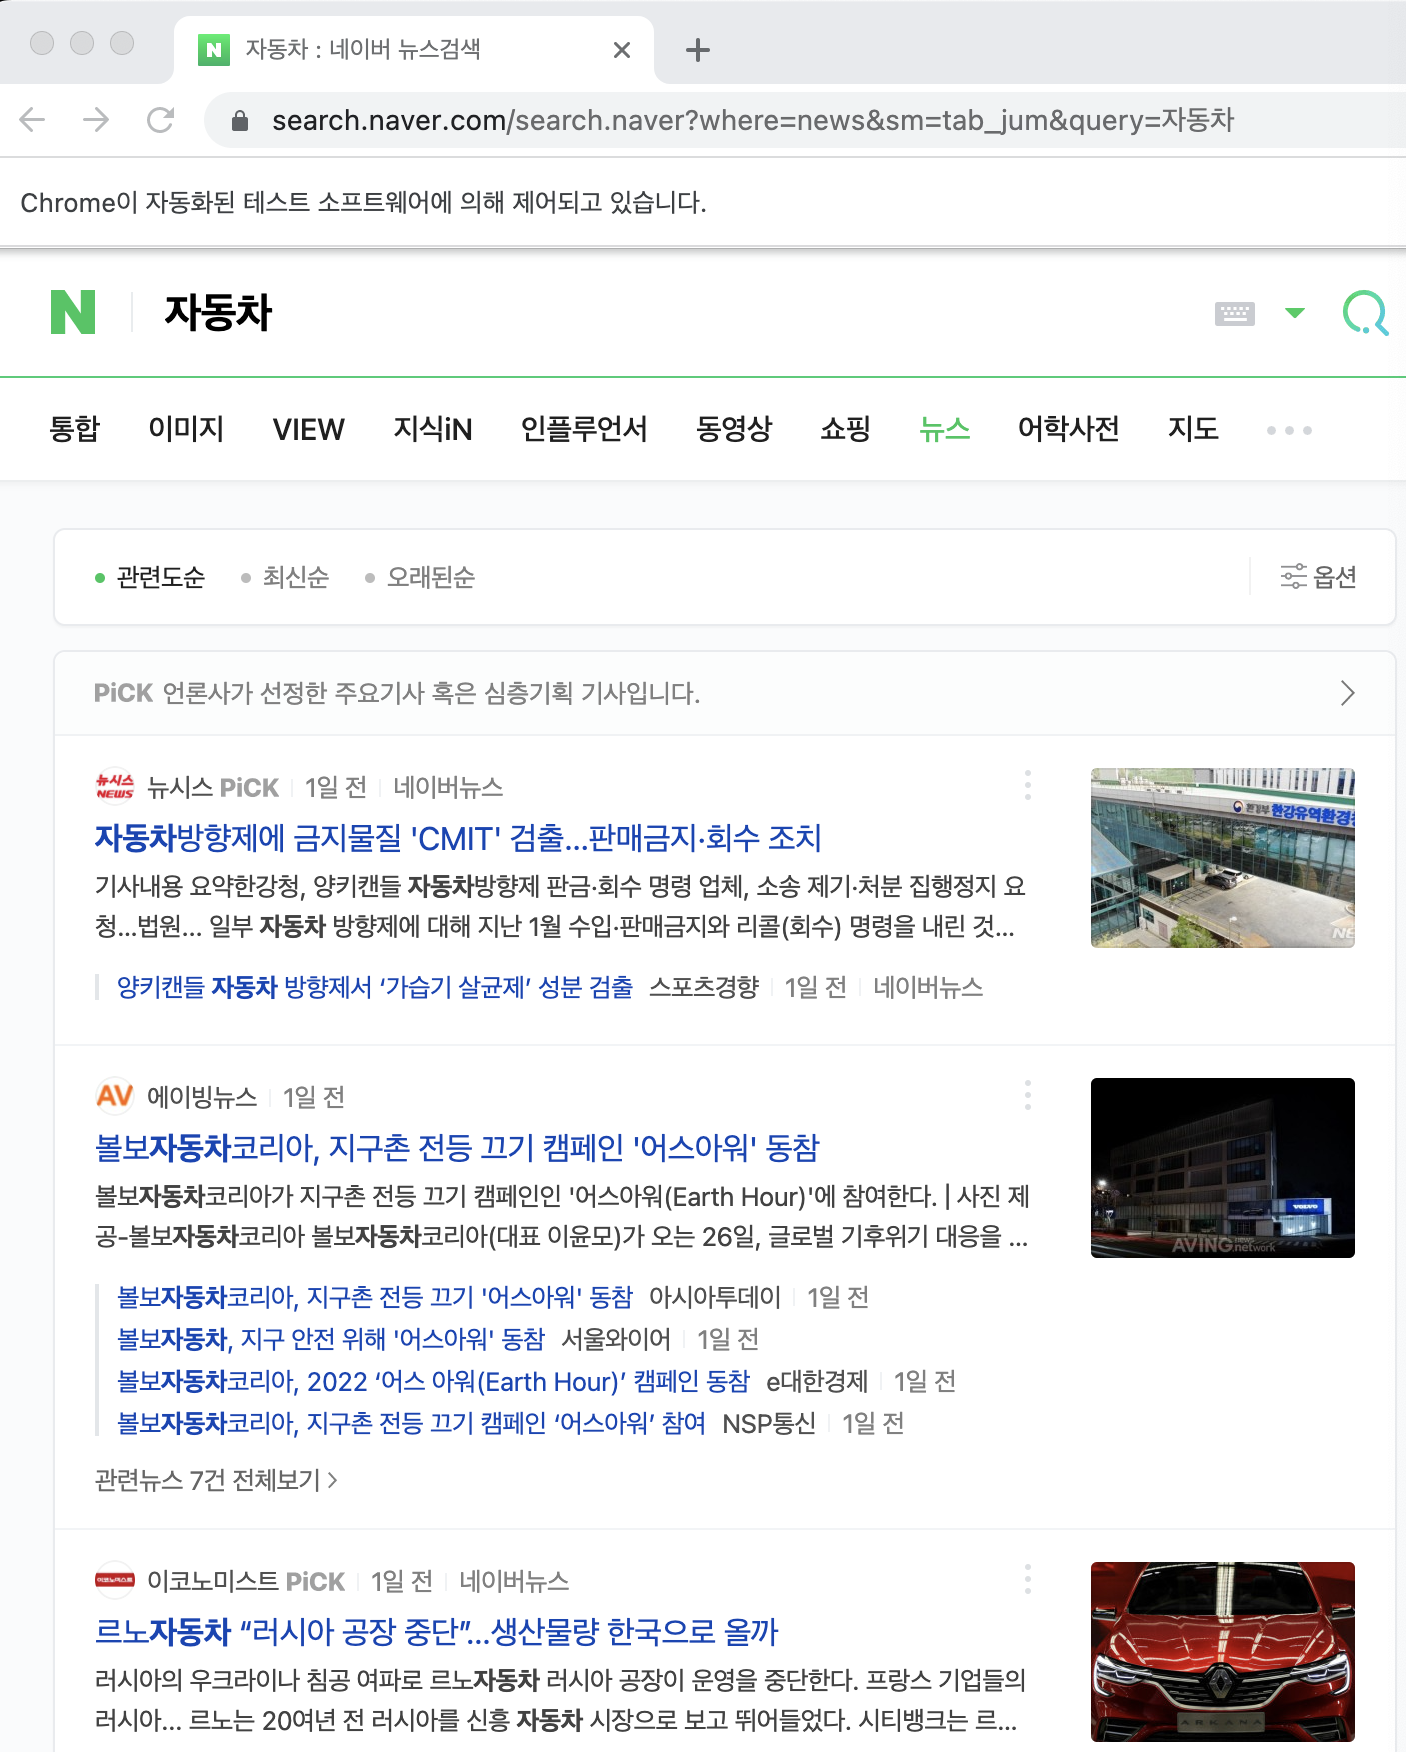 자동차 : 네이버 뉴스검색
search.naver.com/search.naver?where=news&sm=tab_jum&query=자동차
Chrome이 자동화된 테스트 소프트웨어에 의해 제어되고 있습니다.
N 자동차
통합 이미지 VIEW 지식iN 인플루언서 동영상 쇼핑 뉴스 어학사전 지도
관련도순 최신순 오래된순 옵션
PiCK 언론사가 선정한 주요기사 혹은 심층기획 기사입니다.
뉴시스 NEWS 뉴시스 PiCK 1일 전 네이버뉴스
자동차방향제에 금지물질 'CMIT' 검출...판매금지·회수 조치
기사내용 요약한강청, 양키캔들 자동차방향제 판금·회수 명령 업체, 소송 제기·처분 집행정지 요
청...법원... 일부 자동차 방향제에 대해 지난 1월 수입·판매금지와 리콜(회수) 명령을 내린 것...
환경부 한강유역환경청
NE
양키캔들 자동차 방향제서 ‘가습기 살균제’ 성분 검출 스포츠경향 1일 전 네이버뉴스
AV 에이빙뉴스 1일 전
볼보자동차코리아, 지구촌 전등 끄기 캠페인 '어스아워' 동참
볼보자동차코리아가 지구촌 전등 끄기 캠페인인 '어스아워(Earth Hour)'에 참여한다. | 사진 제
공-볼보자동차코리아 볼보자동차코리아(대표 이윤모)가 오는 26일, 글로벌 기후위기 대응을 ...
VOLVO
AVING news network
볼보자동차코리아, 지구촌 전등 끄기 '어스아워' 동참 아시아투데이 1일 전
볼보자동차, 지구 안전 위해 '어스아워' 동참 서울와이어 1일 전
볼보자동차코리아, 2022 ‘어스 아워(Earth Hour)’ 캠페인 동참 e대한경제 1일 전
볼보자동차코리아, 지구촌 전등 끄기 캠페인 ‘어스아워’ 참여 NSP통신 1일 전
관련뉴스 7건 전체보기
이코노미스트 이코노미스트 PiCK 1일 전 네이버뉴스
르노자동차 “러시아 공장 중단”...생산물량 한국으로 올까
러시아의 우크라이나 침공 여파로 르노자동차 러시아 공장이 운영을 중단한다. 프랑스 기업들의
러시아... 르노는 20여년 전 러시아를 신흥 자동차 시장으로 보고 뛰어들었다. 시티뱅크는 르...
ARKANA